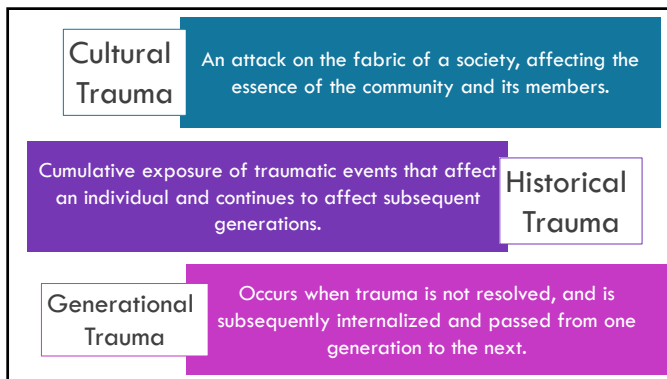 Cultural
Trauma
An attack on the fabric of a society, affecting the
essence of the community and its members.
Cumulative exposure of traumatic events that affect
an individual and continues to affect subsequent
generations.
Historical
Trauma
Generational
Trauma
Occurs when trauma is not resolved, and is
subsequently internalized and passed from one
generation to the next.